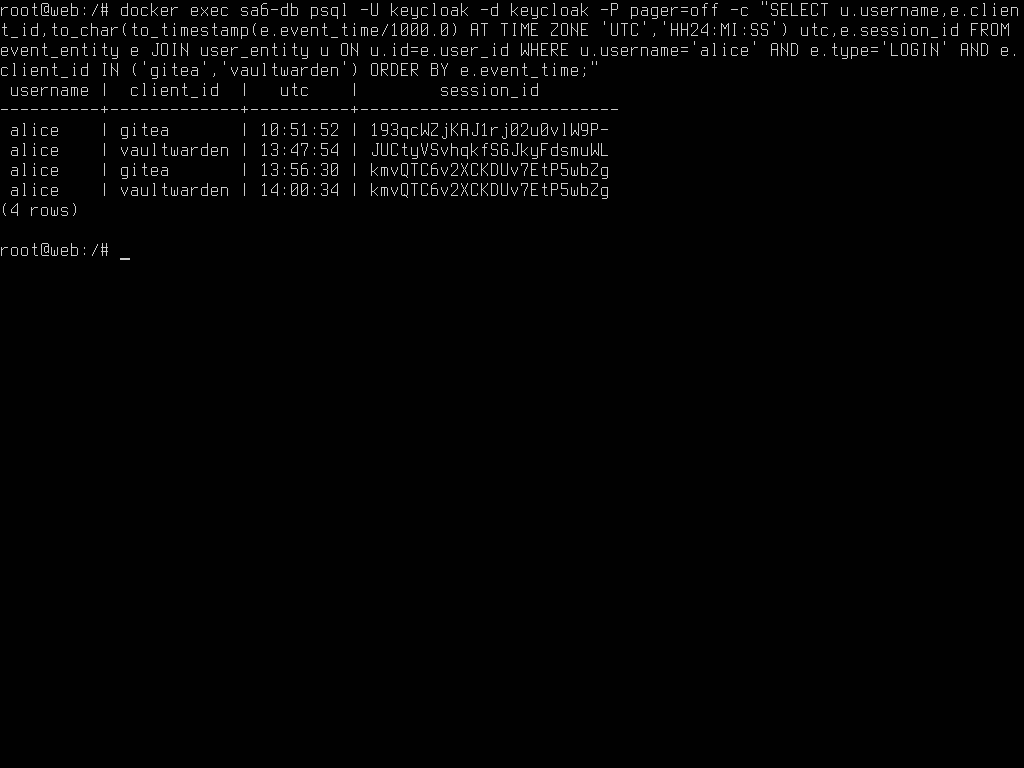 root@web:/# docker exec sa6-db psql -U keycloak -d keycloak -P pager=off -c "SELECT u.username,e.clien
t_id,to_char(to_timestamp(e.event_time/1000.0) AT TIME ZONE 'UTC','HH24:MI:SS') utc,e.session_id FROM
event_entity e JOIN user_entity u ON u.id=e.user_id WHERE u.username='alice' AND e.type='LOGIN' AND e.
client_id IN ('gitea','vaultwarden') ORDER BY e.event_time;"
 username |  client_id  |   utc    |        session_id
----------+-------------+----------+--------------------------
 alice    | gitea       | 10:51:52 | 193qcWZjKAJ1rj02u0vlW9P-
 alice    | vaultwarden | 13:47:54 | JUCtyVSvhqkfSGJkyFdsmuWL
 alice    | gitea       | 13:56:30 | kmvQTC6v2XCKDUv7EtP5wbZg
 alice    | vaultwarden | 14:00:34 | kmvQTC6v2XCKDUv7EtP5wbZg
(4 rows)
root@web:/# _